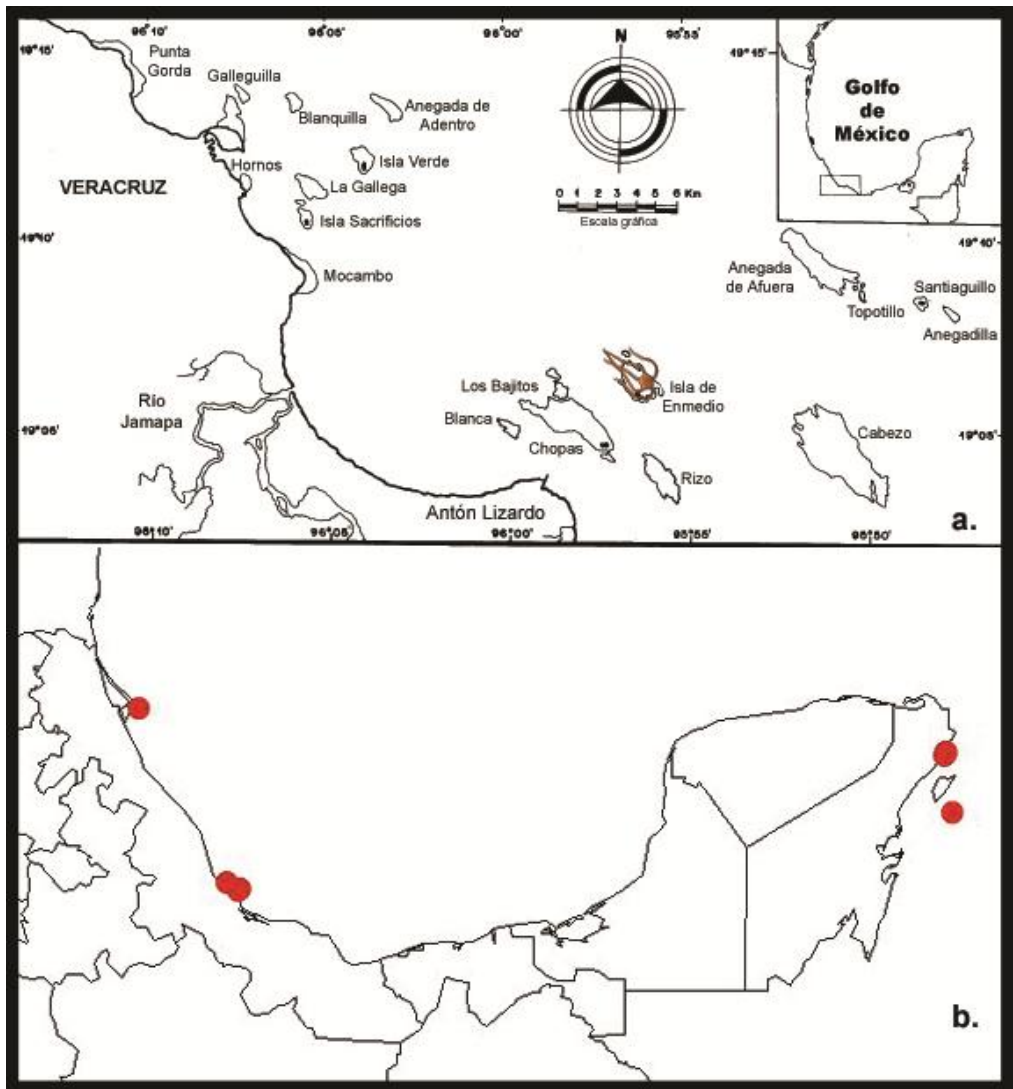 96°10'
96°05'
96°00'
95°55'
19°15'
19°15'
N
Punta
Gorda
Galleguilla
Blanquilla
Anegada de
Adentro
Golfo
de
México
Hornos
Isla Verde
VERACRUZ
La Gallega
0 1 2 3 4 5 6 Km
Escala gráfica
Isla Sacrificios
19°10'
19°10'
Mocambo
Anegada
de Afuera
Santiaguillo
Topotillo
Anegadilla
Los Bajitos
Isla de
Enmedio
Río
Jamapa
Blanca
19°05'
19°05'
Chopas
Cabezo
Rizo
Antón Lizardo
a.
96°10'
96°05'
96°00'
95°55'
95°50'
b.